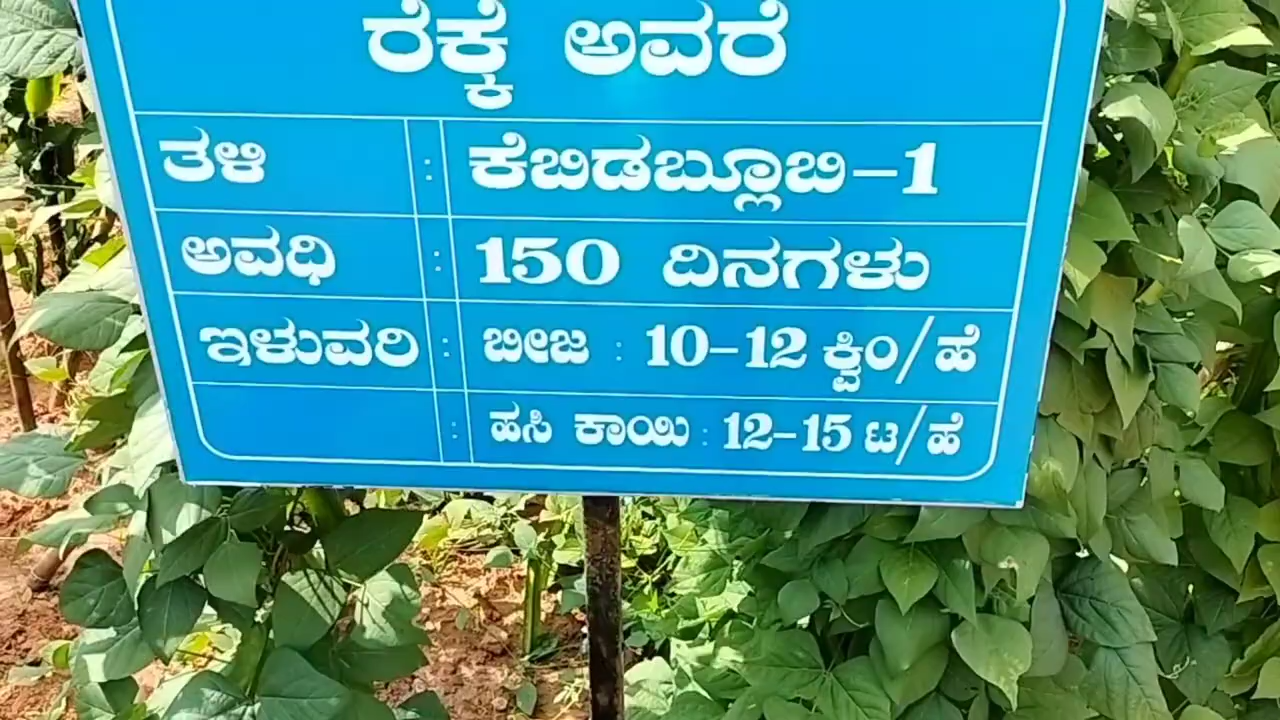 ರೆಕ್ಕೆ ಅವರೆ
ತಳಿ : ಕೆಬಿಡಬ್ಲೂಬಿ–1
ಅವಧಿ : 150 ದಿನಗಳು
ಇಳುವರಿ : ಬೀಜ : 10–12 ಕ್ವಿಂ/ಹೆ
: ಹಸಿ ಕಾಯಿ : 12–15 ಟ/ಹೆ